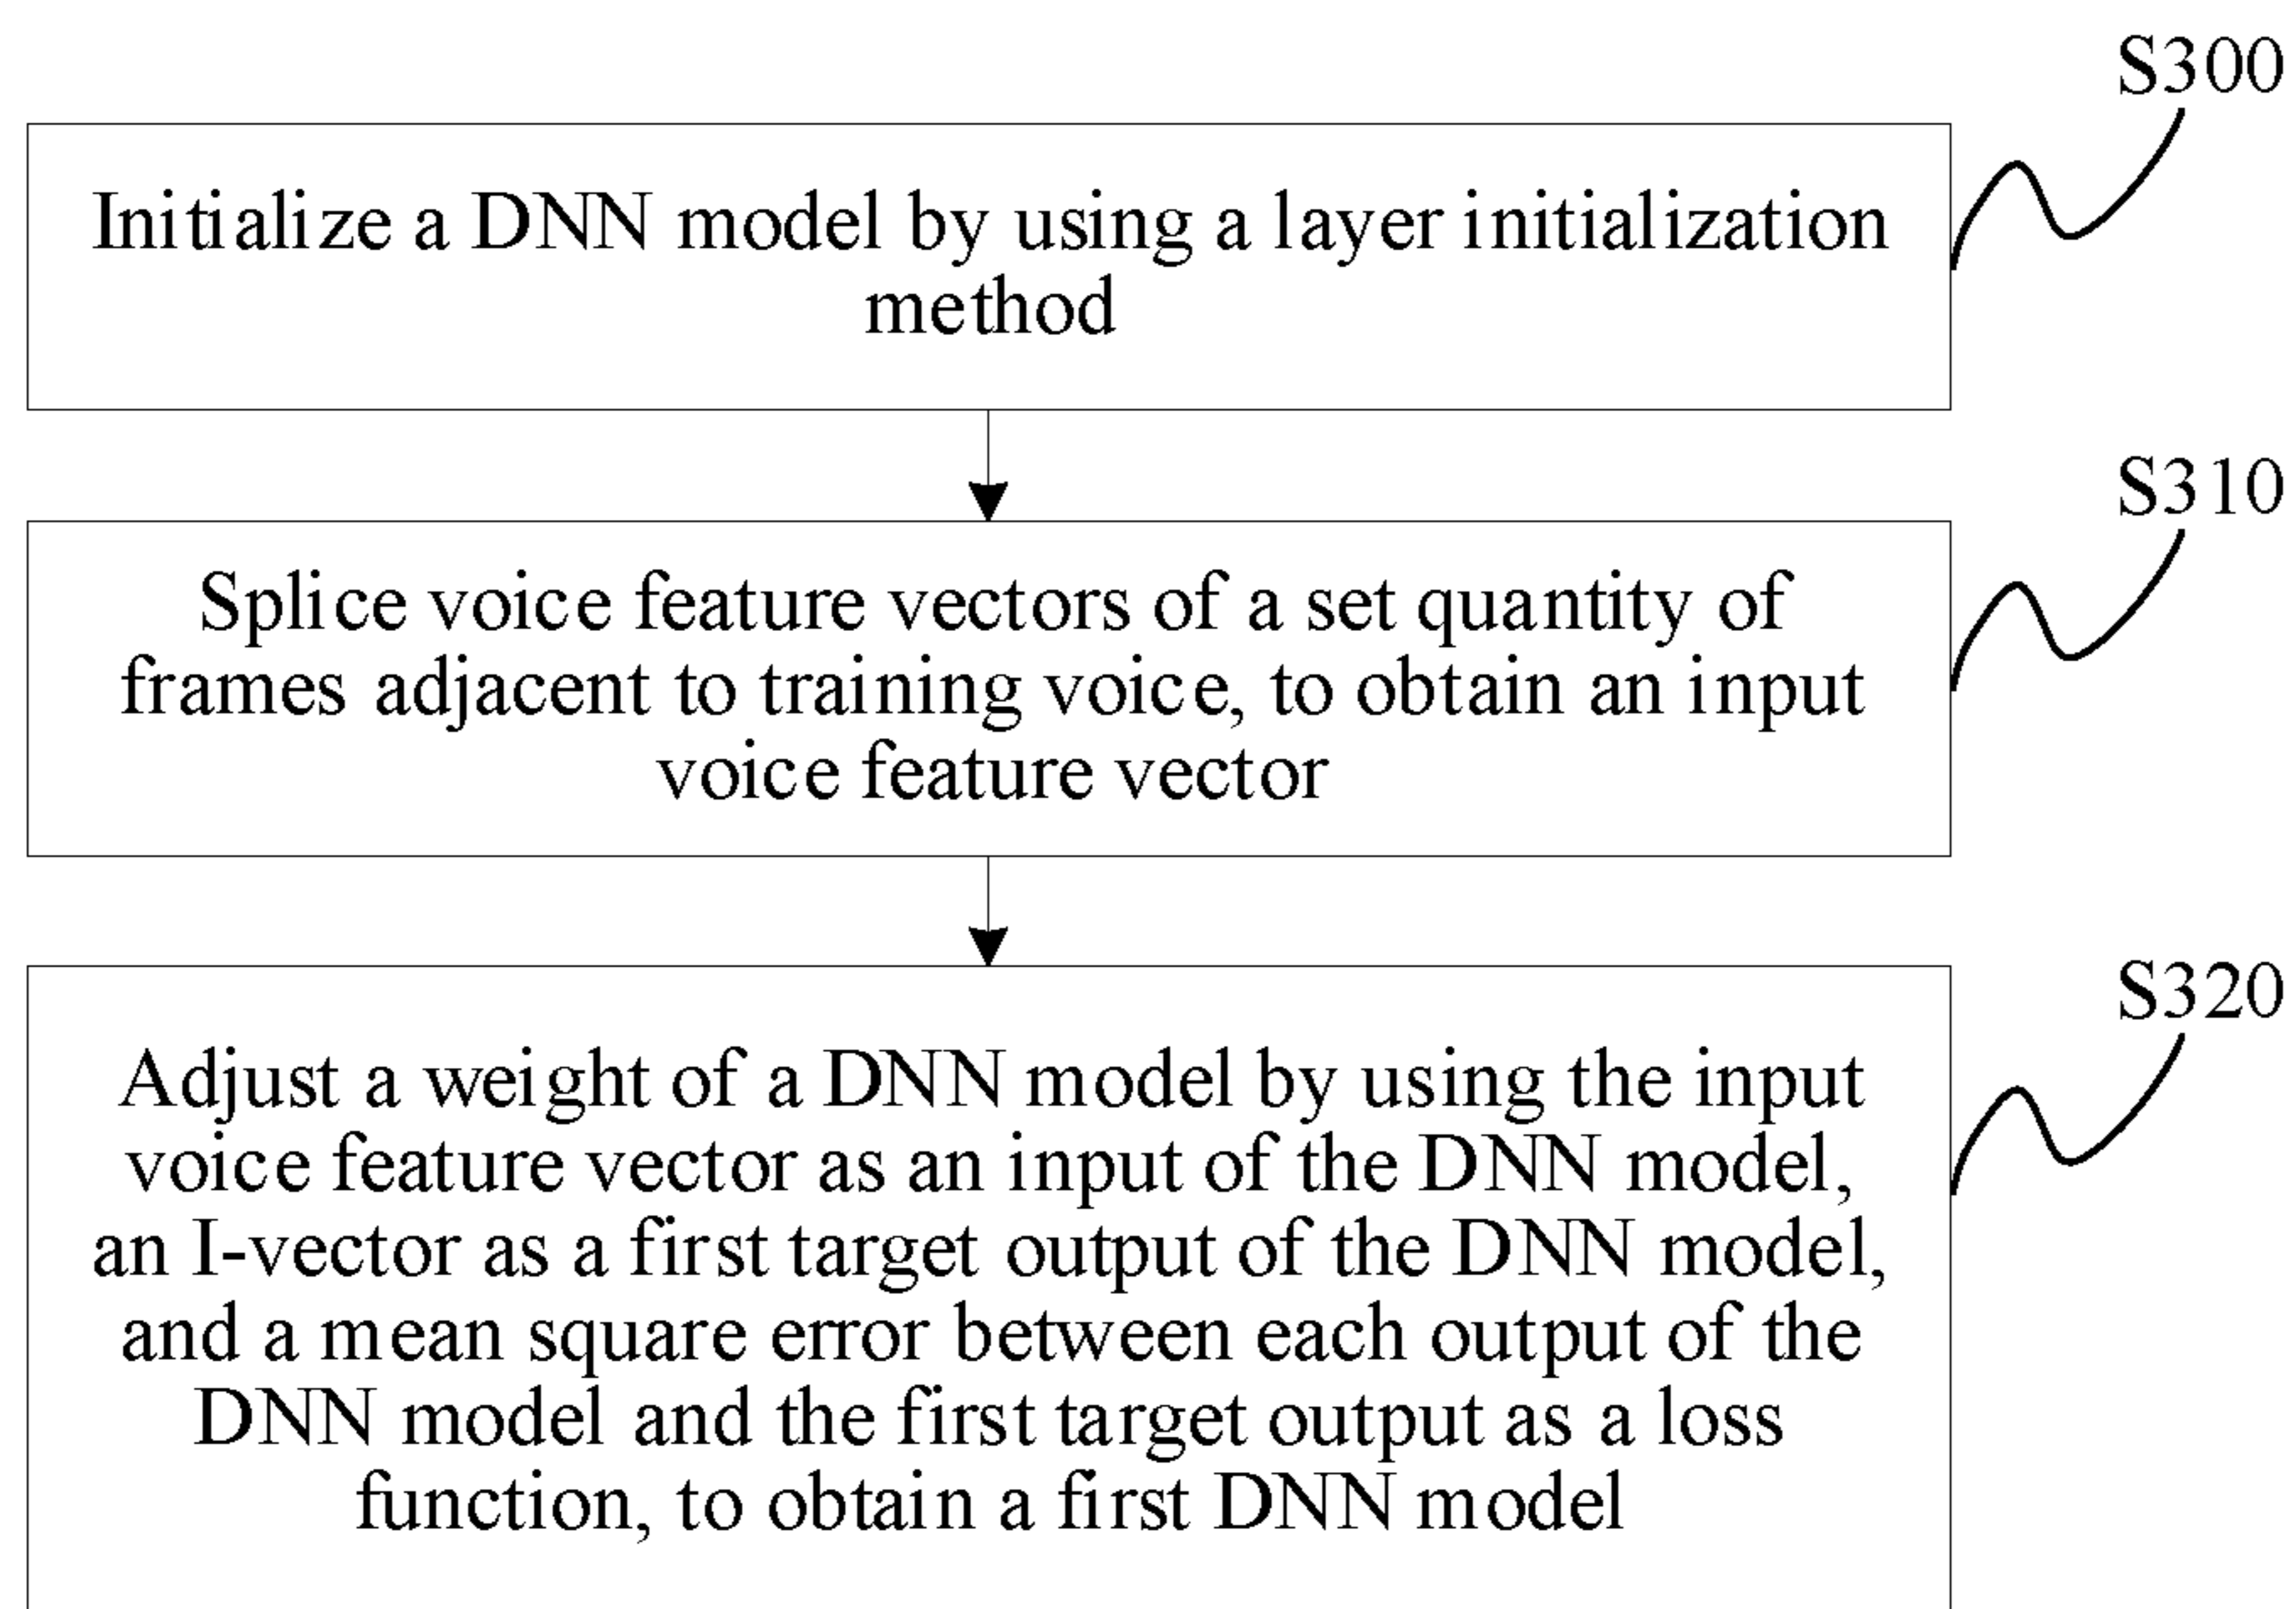 S300
Initialize a DNN model by using a layer initialization
method
S310
Splice voice feature vectors of a set quantity of
frames adjacent to training voice, to obtain an input
voice feature vector
S320
Adjust a weight of a DNN model by using the input
voice feature vector as an input of the DNN model,
an I-vector as a first target output of the DNN model,
and a mean square error between each output of the
DNN model and the first target output as a loss
function, to obtain a first DNN model